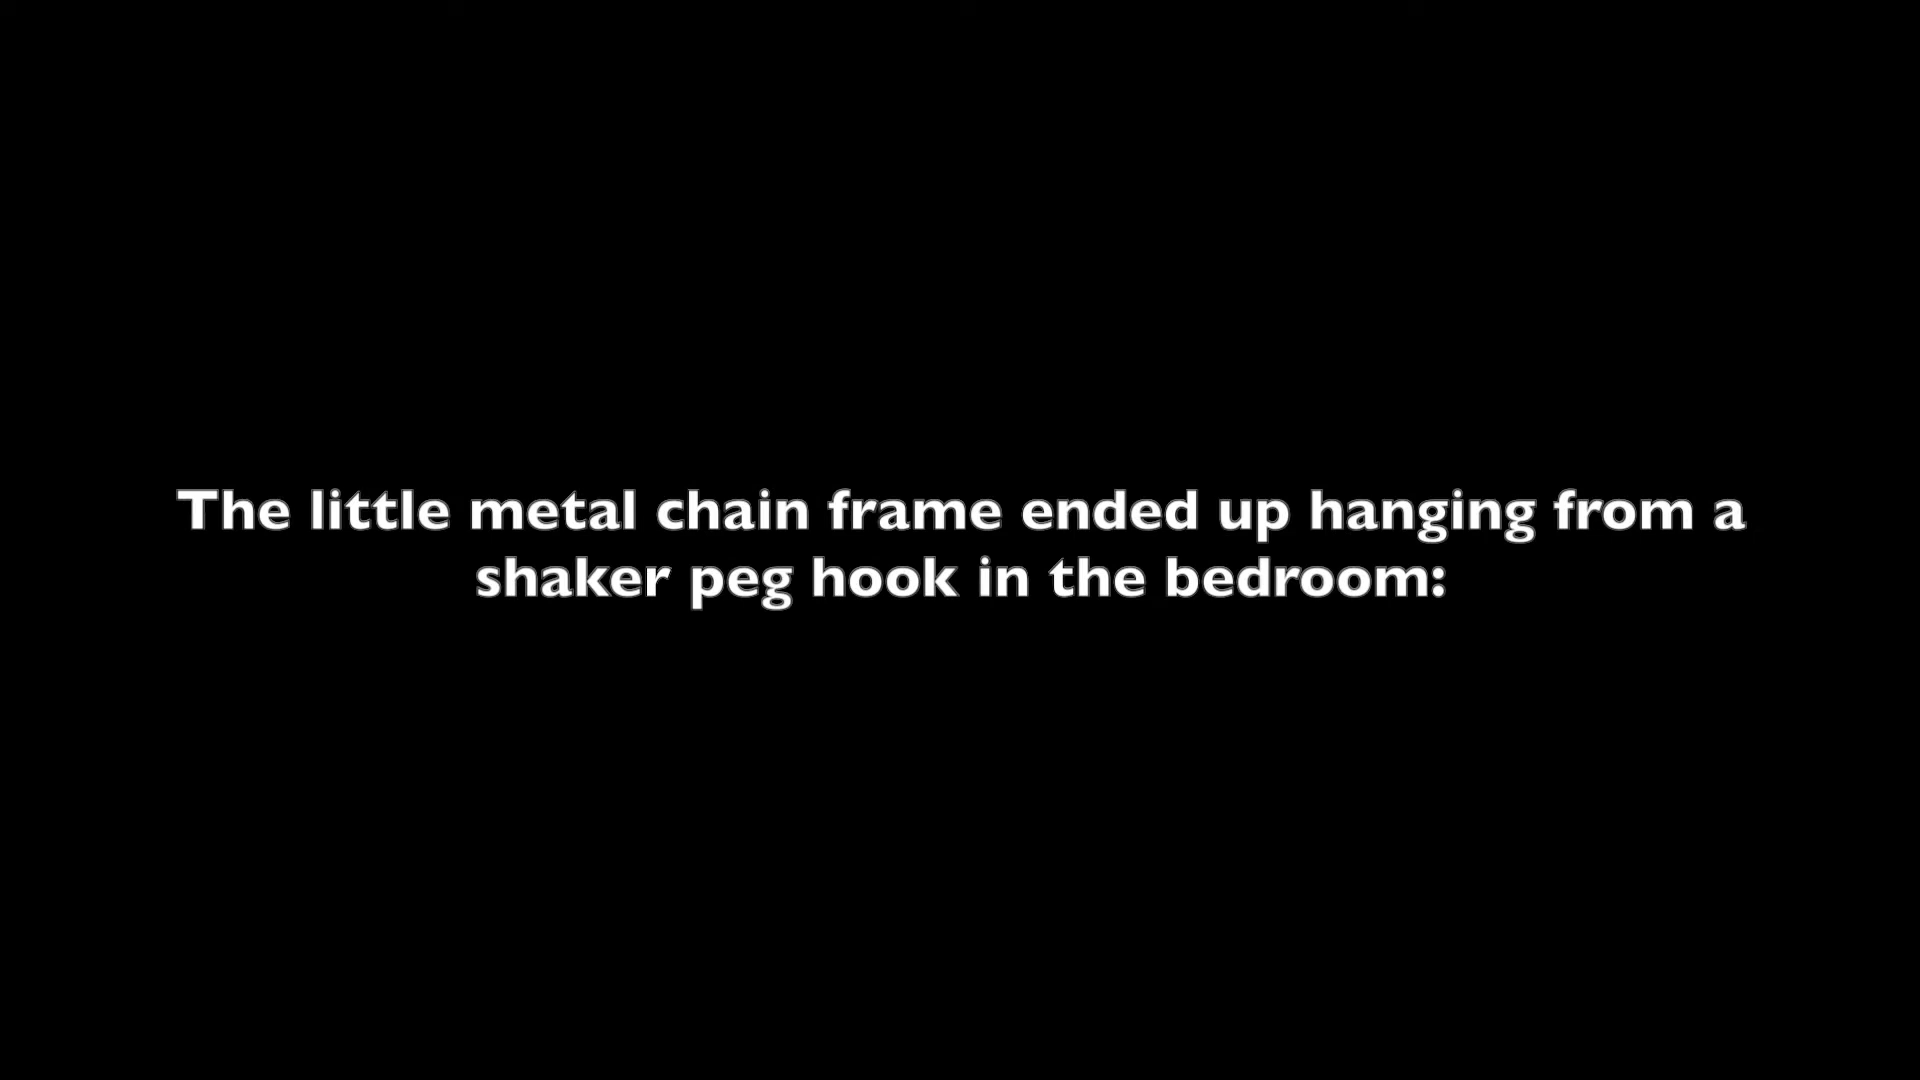 The little metal chain frame ended up hanging from a
shaker peg hook in the bedroom: